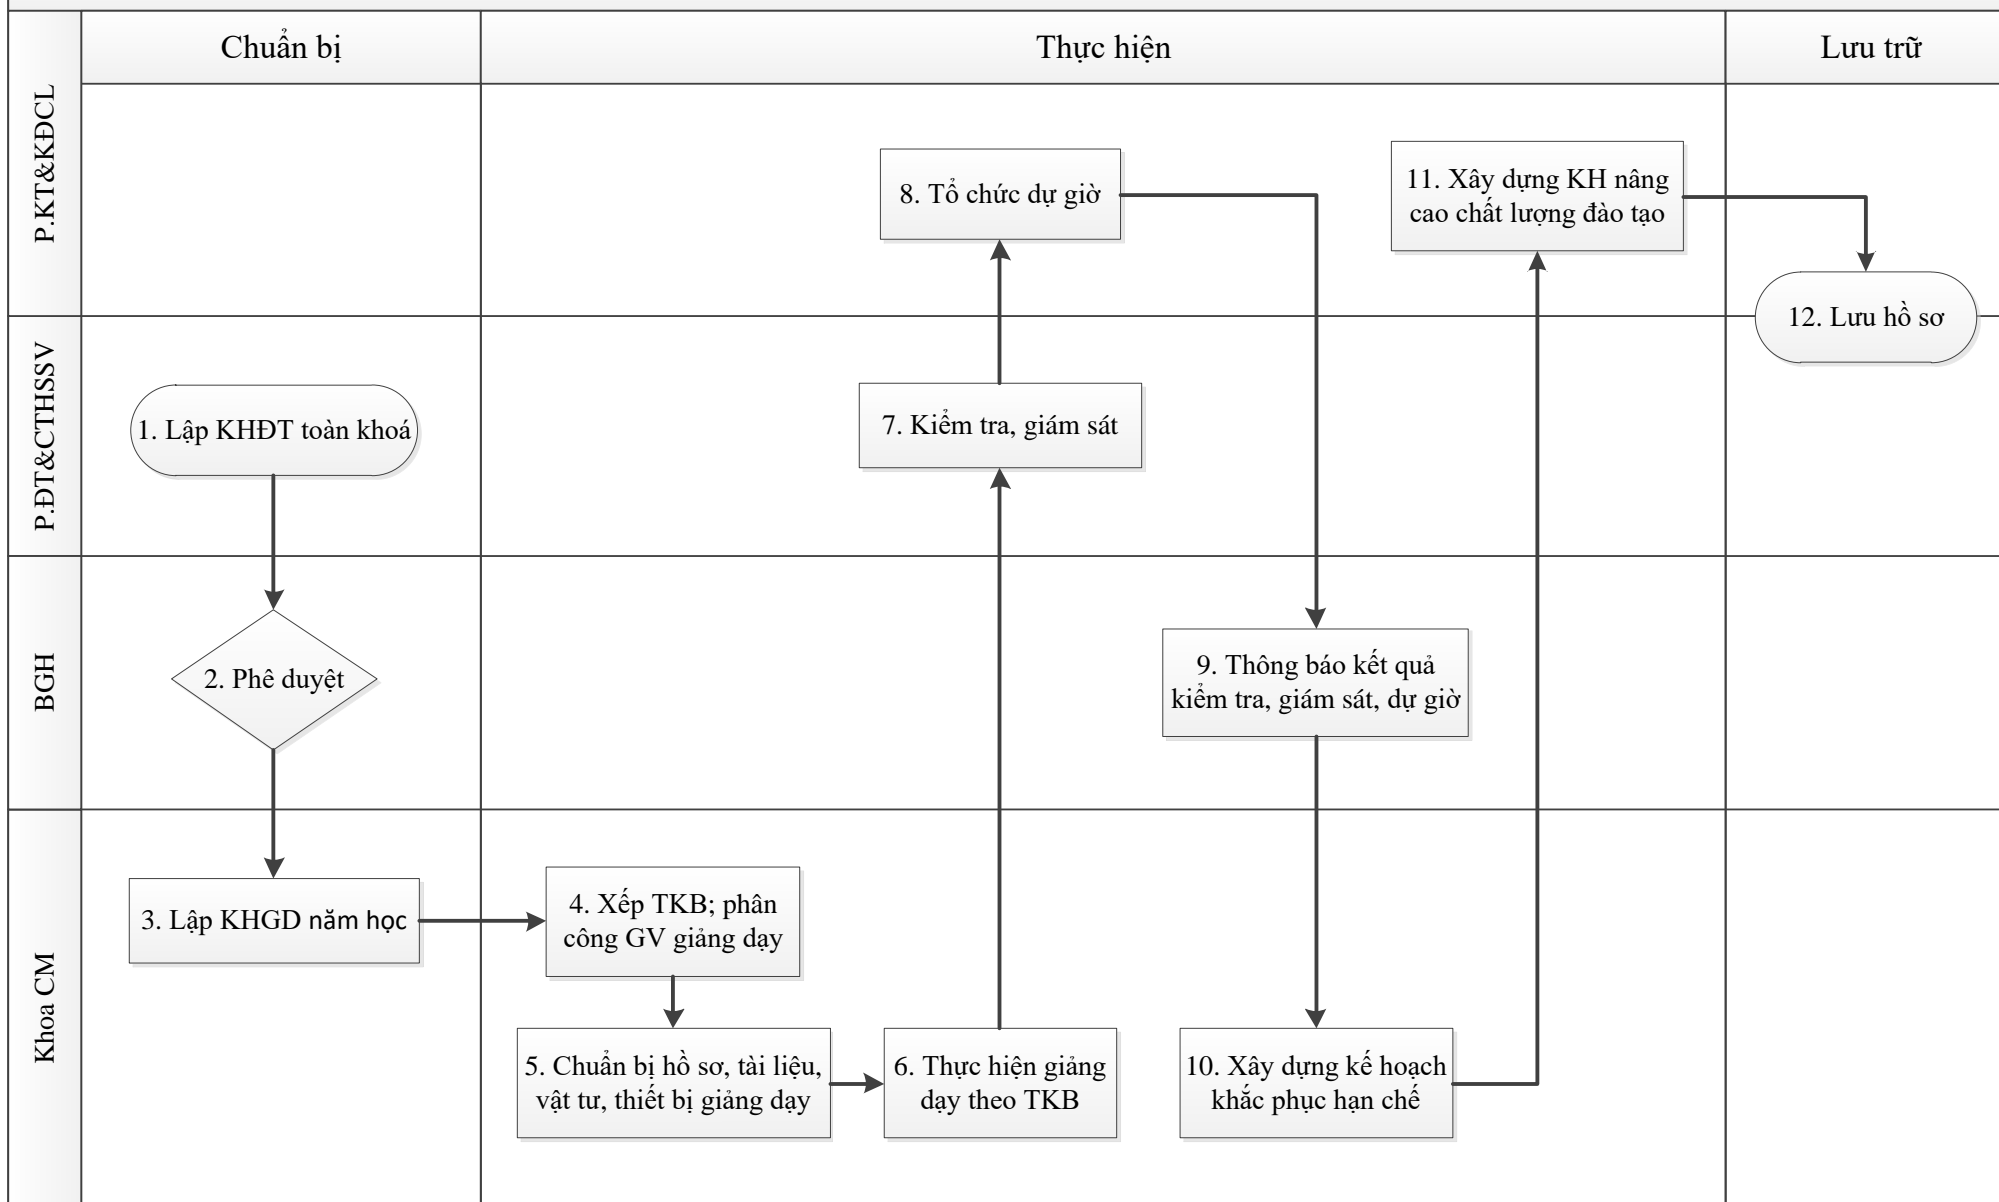 Chuẩn bị
Thực hiện
Lưu trữ
P.KT&KĐCL
8. Tổ chức dự giờ
11. Xây dựng KH nâng
cao chất lượng đào tạo
12. Lưu hồ sơ
P.ĐT&CTHSSV
1. Lập KHĐT toàn khoá
7. Kiểm tra, giám sát
BGH
2. Phê duyệt
9. Thông báo kết quả
kiểm tra, giám sát, dự giờ
Khoa CM
3. Lập KHGD năm học
4. Xếp TKB; phân
công GV giảng dạy
5. Chuẩn bị hồ sơ, tài liệu,
vật tư, thiết bị giảng dạy
6. Thực hiện giảng
dạy theo TKB
10. Xây dựng kế hoạch
khắc phục hạn chế